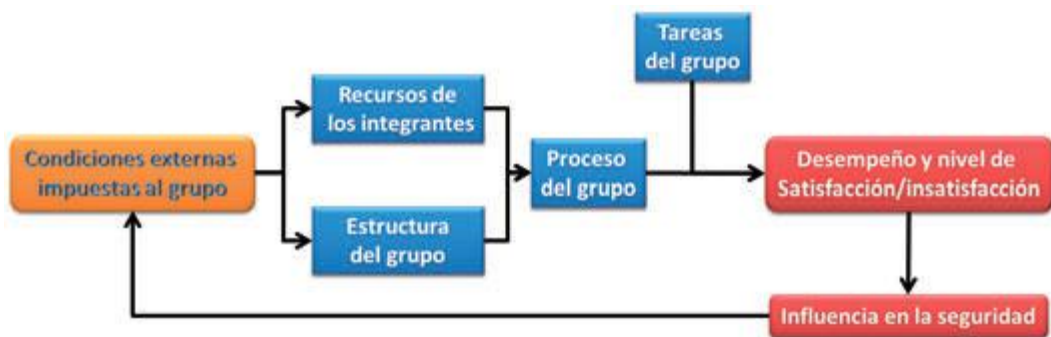 Tareas
del grupo
Recursos de
los integrantes
Condiciones externas
impuestas al grupo
Proceso
del grupo
Desempeño y nivel de
Satisfacción/insatisfacción
Estructura
del grupo
Influencia en la seguridad